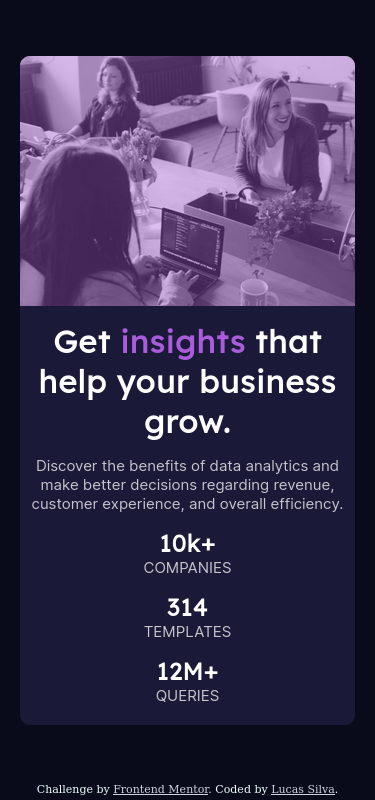 Get insights that
help your business
grow.
Discover the benefits of data analytics and
make better decisions regarding revenue,
customer experience, and overall efficiency.
10k+
COMPANIES
314
TEMPLATES
12M+
QUERIES
Challenge by Frontend Mentor. Coded by Lucas Silva.